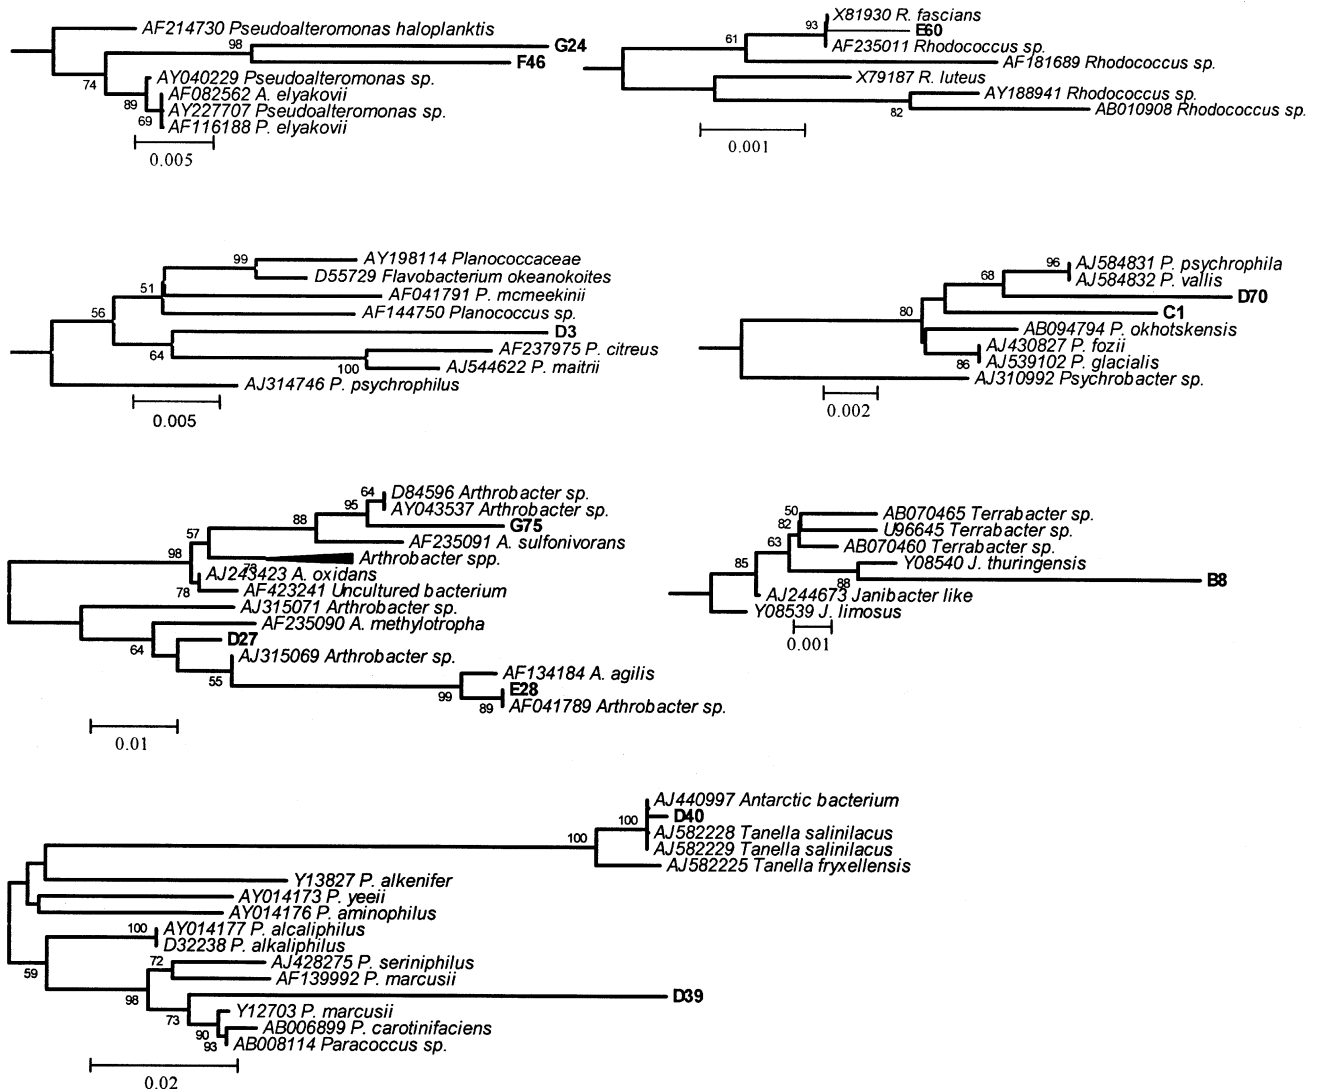 AF214730 Pseudoalteromonas haloplanktis
98
G24
F46
74
AY040229 Pseudoalteromonas sp.
AF082562 A. elyakovii
89
AY227707 Pseudoalteromonas sp.
69
AF116188 P. elyakovii
0.005
X81930 R. fascians
93
E60
61
AF235011 Rhodococcus sp.
AF181689 Rhodococcus sp.
X79187 R. luteus
AY188941 Rhodococcus sp.
82
AB010908 Rhodococcus sp.
0.001
99
AY198114 Planococcaceae
D55729 Flavobacterium okeanokoites
51
AF041791 P. mcmeekinii
56
AF144750 Planococcus sp.
D3
64
AF237975 P. citreus
100
AJ544622 P. maitrii
AJ314746 P. psychrophilus
0.005
96
AJ584831 P. psychrophila
68
AJ584832 P. vallis
D70
80
C1
AB094794 P. okhotskensis
AJ430827 P. fozii
86
AJ539102 P. glacialis
AJ310992 Psychrobacter sp.
0.002
64
D84596 Arthrobacter sp.
95
AY043537 Arthrobacter sp.
88
G75
57
AF235091 A. sulfonivorans
98
Arthrobacter spp.
73
AJ243423 A. oxidans
78
AF423241 Uncultured bacterium
AJ315071 Arthrobacter sp.
AF235090 A. methylotropha
D27
64
AJ315069 Arthrobacter sp.
55
AF134184 A. agilis
99
E28
89
AF041789 Arthrobacter sp.
0.01
50
AB070465 Terrabacter sp.
82
U96645 Terrabacter sp.
63
AB070460 Terrabacter sp.
85
Y08540 J. thuringensis
88
B8
AJ244673 Janibacter like
Y08539 J. limosus
0.001
AJ440997 Antarctic bacterium
100
D40
100
AJ582228 Tanella salinilacus
AJ582229 Tanella salinilacus
AJ582225 Tanella fryxellensis
Y13827 P. alkenifer
AY014173 P. yeeii
AY014176 P. aminophilus
100
AY014177 P. alcaliphilus
D32238 P. alkaliphilus
59
72
AJ428275 P. seriniphilus
AF139992 P. marcusii
98
D39
73
Y12703 P. marcusii
90
AB006899 P. carotinifaciens
93
AB008114 Paracoccus sp.
0.02